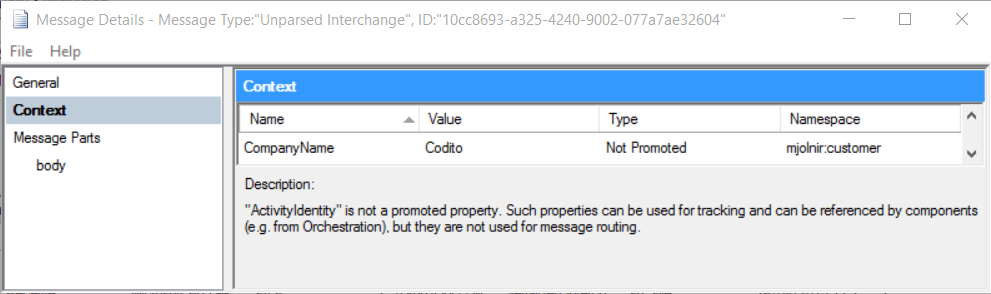 Message Details - Message Type:"Unparsed Interchange", ID:"10cc8693-a325-4240-9002-077a7ae32604"
File Help
General
Context
Message Parts
body
Context
Name Value Type Namespace
CompanyName Codito Not Promoted mjolnir:customer
Description:
"ActivityIdentity" is not a promoted property. Such properties can be used for tracking and can be referenced by components
(e.g. from Orchestration), but they are not used for message routing.